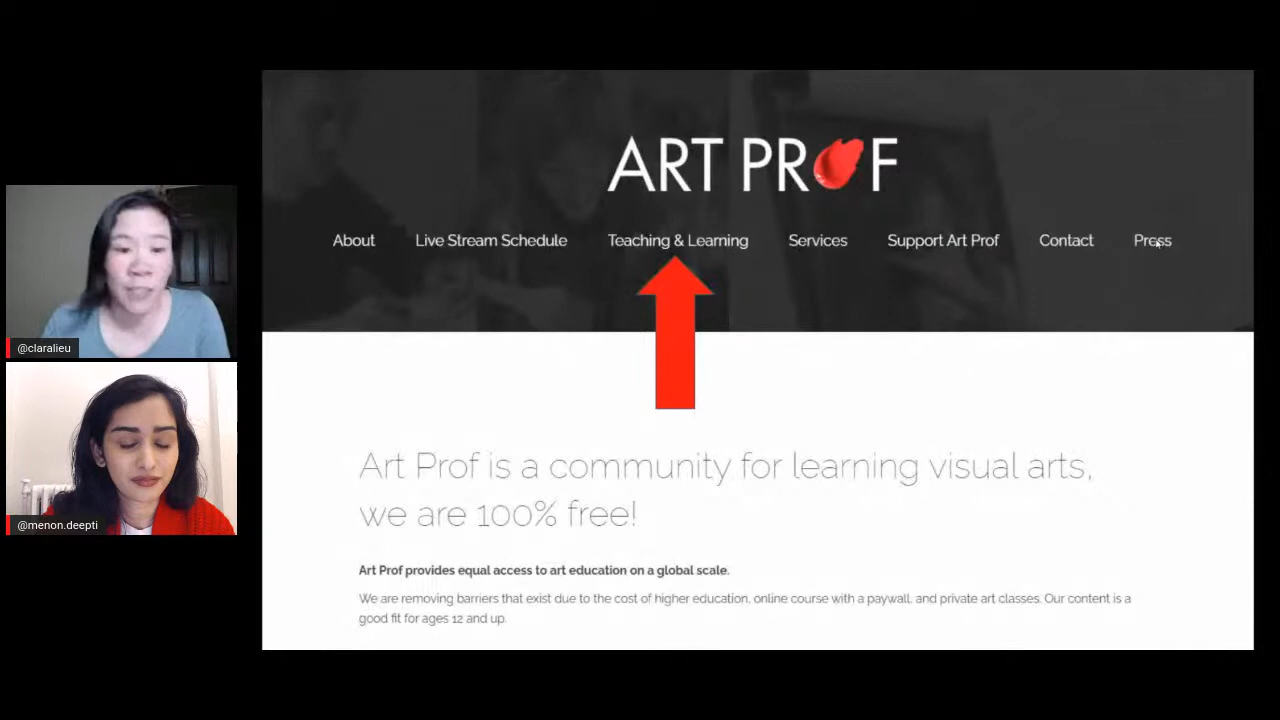 ART PROF
About Live Stream Schedule Teaching & Learning Services Support Art Prof Contact Press
@claralieu
Art Prof is a community for learning visual arts,
we are 100% free!
@menon.deepti
Art Prof provides equal access to art education on a global scale.
We are removing barriers that exist due to the cost of higher education, online course with a paywall, and private art classes. Our content is a
good fit for ages 12 and up.